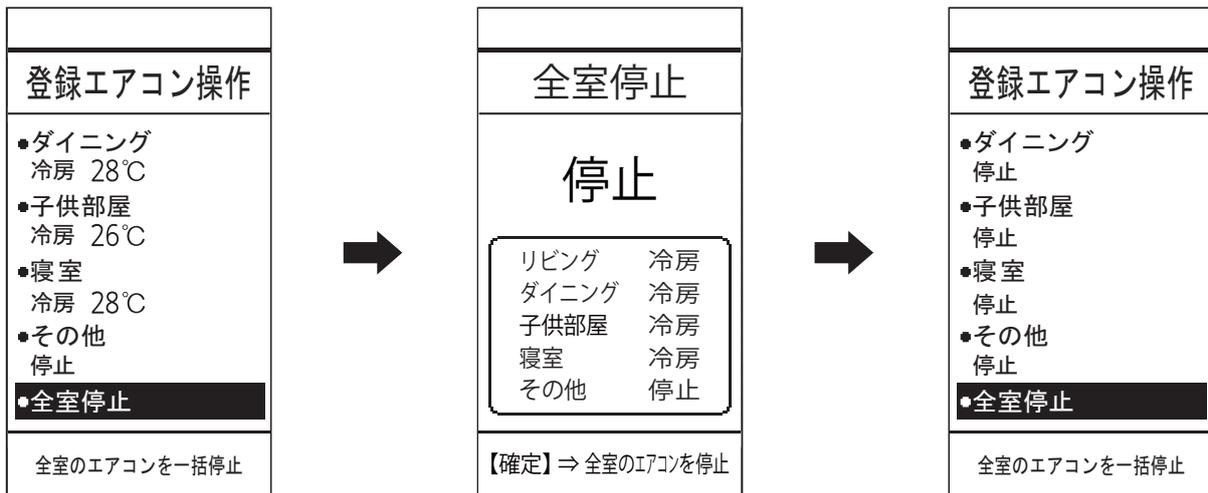 登録エアコン操作
●ダイニング
冷房 28℃
●子供部屋
冷房 26℃
●寝室
冷房 28℃
●その他
停止
●全室停止
全室のエアコンを一括停止
全室停止
停止
リビング 冷房
ダイニング 冷房
子供部屋 冷房
寝室 冷房
その他 停止
【確定】⇒ 全室のエアコンを停止
登録エアコン操作
●ダイニング
停止
●子供部屋
停止
●寝室
停止
●その他
停止
●全室停止
全室のエアコンを一括停止